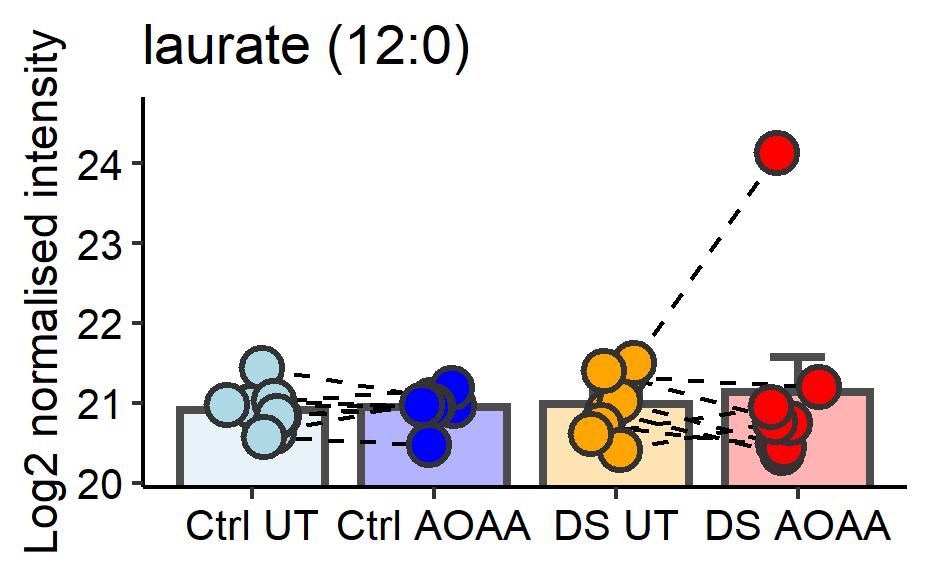 laurate (12:0)
Log2 normalised intensity
24
23
22
21
20
Ctrl UT
Ctrl AOAA
DS UT
DS AOAA